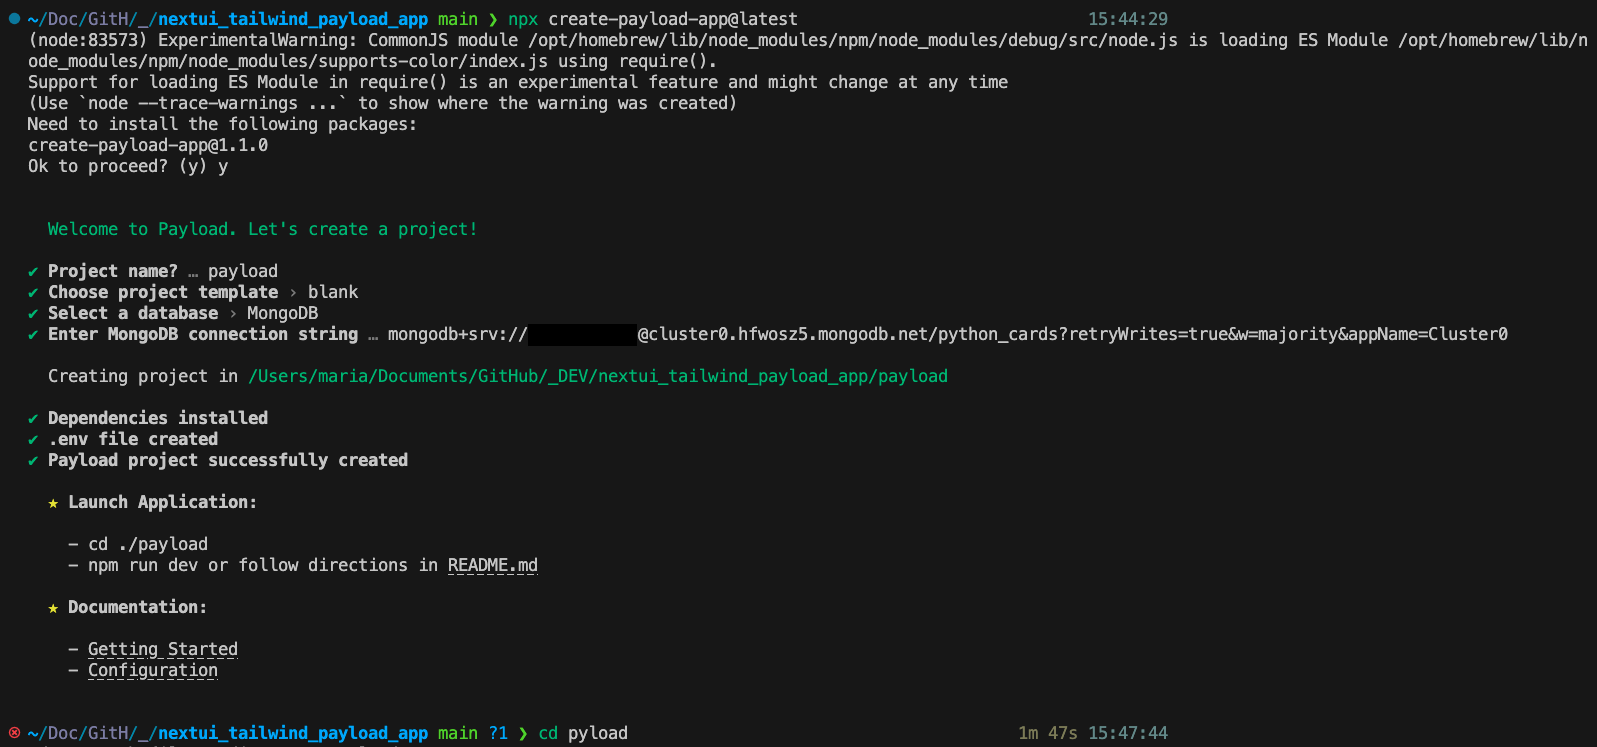 ~/Doc/GitH/_/nextui_tailwind_payload_app main ❯ npx create-payload-app@latest 15:44:29
(node:83573) ExperimentalWarning: CommonJS module /opt/homebrew/lib/node_modules/npm/node_modules/debug/src/node.js is loading ES Module /opt/homebrew/lib/n
ode_modules/npm/node_modules/supports-color/index.js using require().
Support for loading ES Module in require() is an experimental feature and might change at any time
(Use `node --trace-warnings ...` to show where the warning was created)
Need to install the following packages:
create-payload-app@1.1.0
Ok to proceed? (y) y
Welcome to Payload. Let's create a project!
✔ Project name? … payload
✔ Choose project template › blank
✔ Select a database › MongoDB
✔ Enter MongoDB connection string … mongodb+srv:// @cluster0.hfwosz5.mongodb.net/python_cards?retryWrites=true&w=majority&appName=Cluster0
Creating project in /Users/maria/Documents/GitHub/_DEV/nextui_tailwind_payload_app/payload
✔ Dependencies installed
✔ .env file created
✔ Payload project successfully created
★ Launch Application:
- cd ./payload
- npm run dev or follow directions in README.md
★ Documentation:
- Getting Started
- Configuration
~/Doc/GitH/_/nextui_tailwind_payload_app main ?1 ❯ cd pyload 1m 47s 15:47:44